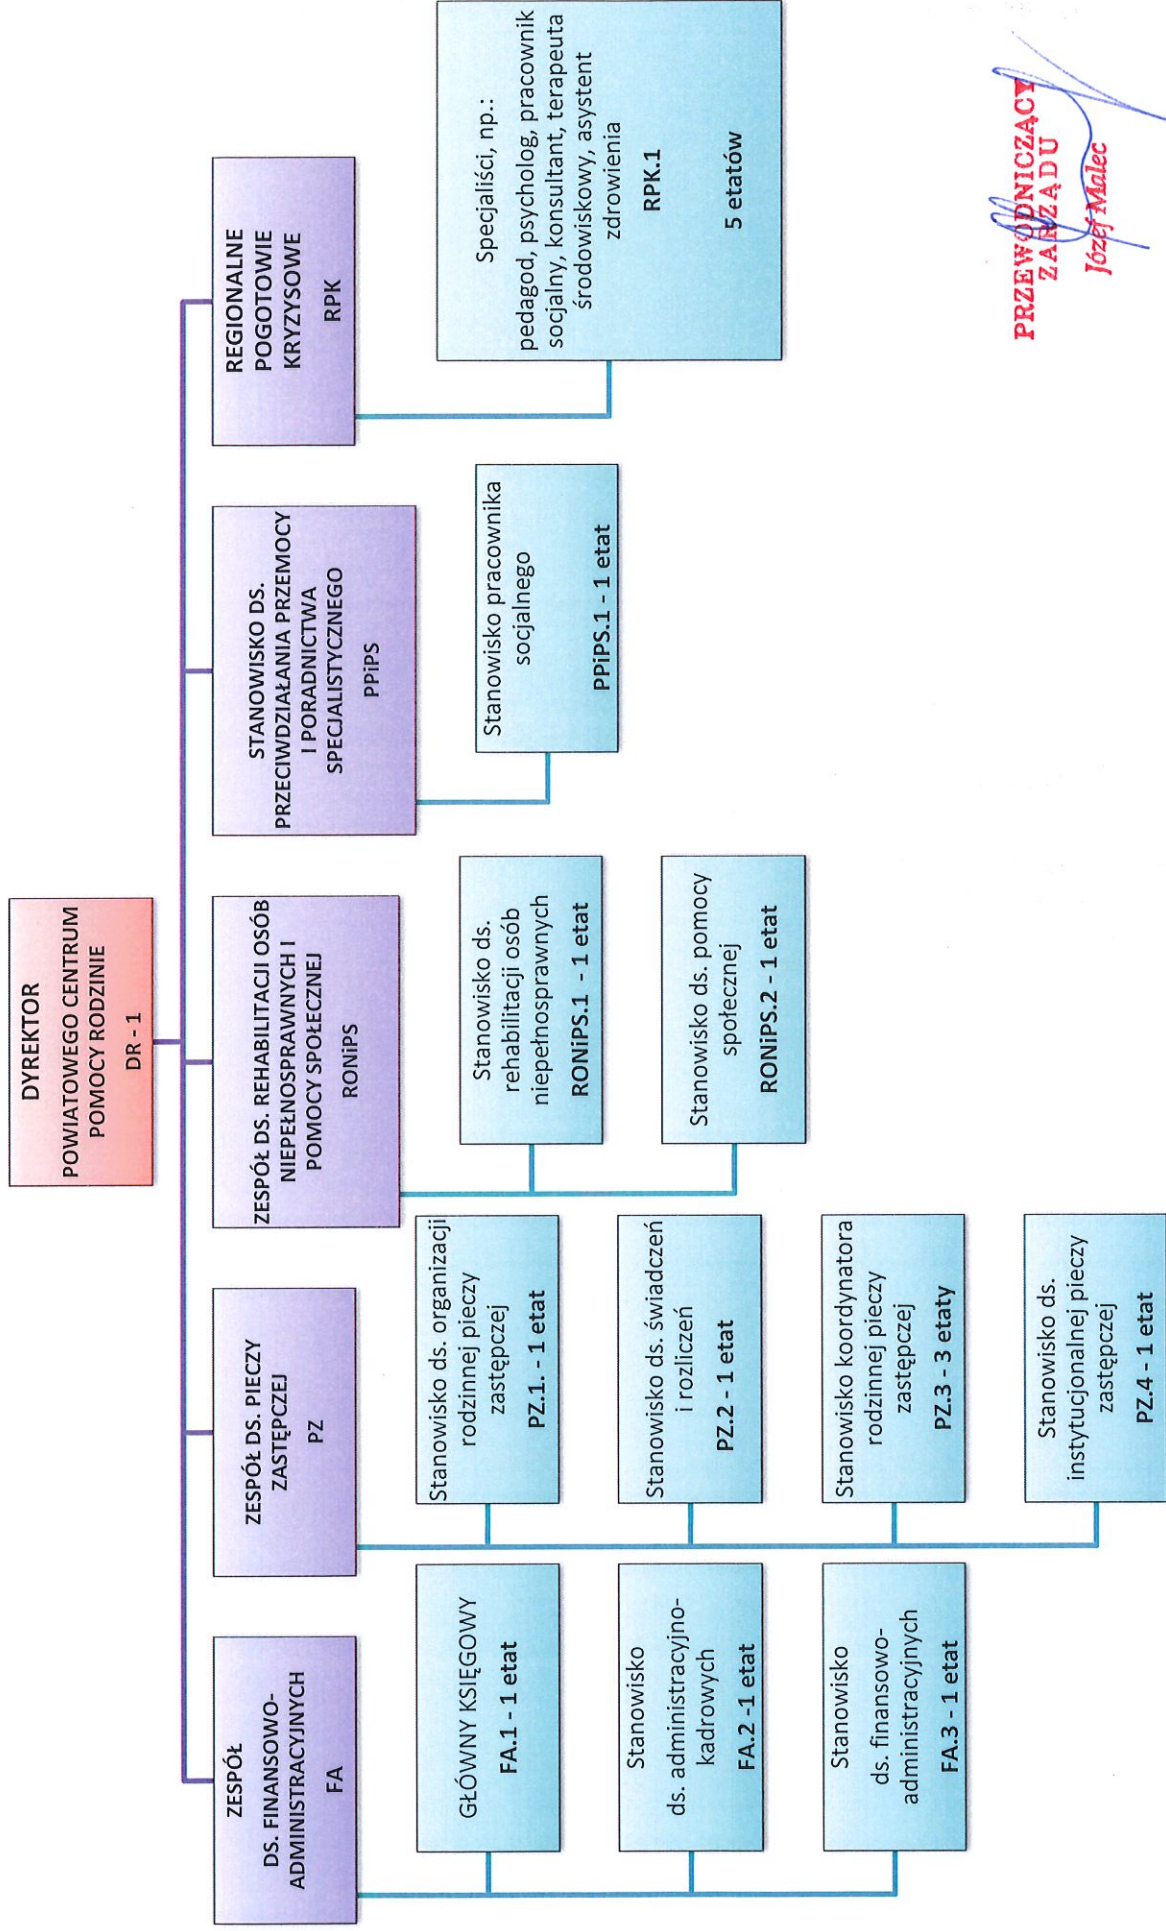 DYREKTOR
POWIATOWEGO CENTRUM
POMOCY RODZINIE
DR - 1
ZESPÓŁ
DS. FINANSOWO-
ADMINISTRACYJNYCH
FA
GŁÓWNY KSIĘGOWY
FA.1 - 1 etat
Stanowisko
ds. administracyjno-
kadrowych
FA.2 -1 etat
Stanowisko
ds. finansowo-
administracyjnych
FA.3 - 1 etat
ZESPÓŁ DS. PIECZY
ZASTĘPCZEJ
PZ
Stanowisko ds. organizacji
rodzinnej pieczy
zastępczej
PZ.1. - 1 etat
Stanowisko ds. świadczeń
i rozliczeń
PZ.2 - 1 etat
Stanowisko koordynatora
rodzinnej pieczy
zastępczej
PZ.3 - 3 etaty
Stanowisko ds.
instytucjonalnej pieczy
zastępczej
PZ.4 - 1 etat
ZESPÓŁ DS. REHABILITACJI OSÓB
NIEPEŁNOSPRAWNYCH I
POMOCY SPOŁECZNEJ
RONiPS
Stanowisko ds.
rehabilitacji osób
niepełnosprawnych
RONiPS.1 - 1 etat
Stanowisko ds. pomocy
społecznej
RONiPS.2 - 1 etat
STANOWISKO DS.
PRZECIWDZIAŁANIA PRZEMOCY
I PORADNICTWA
SPECJALISTYCZNEGO
PPiPS
Stanowisko pracownika
socjalnego
PPiPS.1 - 1 etat
REGIONALNE
POGOTOWIE
KRYZYSOWE
RPK
Specjaliści, np.:
pedagod, psycholog, pracownik
socjalny, konsultant, terapeuta
środowiskowy, asystent
zdrowienia
RPK.1
5 etatów
PRZEWODNICZĄCY
ZARZĄDU
Józef Malec